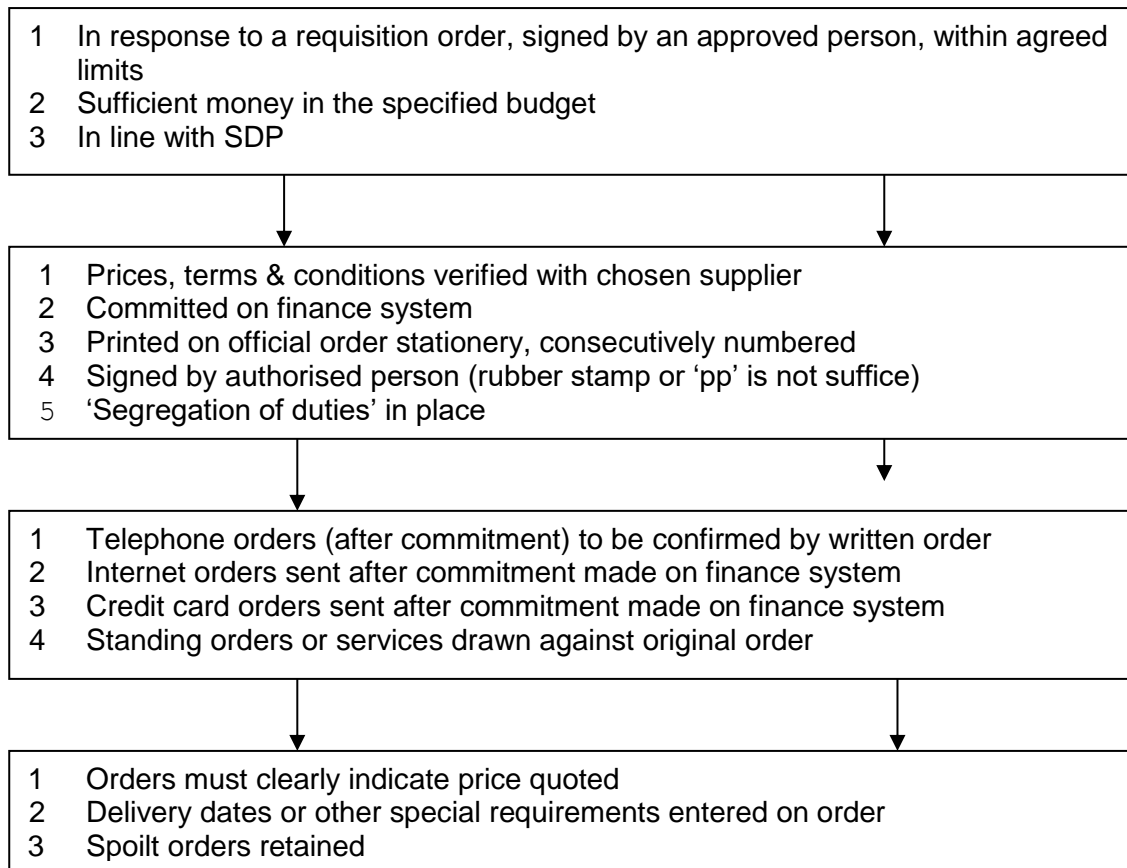 1 In response to a requisition order, signed by an approved person, within agreed
limits
2 Sufficient money in the specified budget
3 In line with SDP
1 Prices, terms & conditions verified with chosen supplier
2 Committed on finance system
3 Printed on official order stationery, consecutively numbered
4 Signed by authorised person (rubber stamp or ‘pp’ is not suffice)
5 ‘Segregation of duties’ in place
1 Telephone orders (after commitment) to be confirmed by written order
2 Internet orders sent after commitment made on finance system
3 Credit card orders sent after commitment made on finance system
4 Standing orders or services drawn against original order
1 Orders must clearly indicate price quoted
2 Delivery dates or other special requirements entered on order
3 Spoilt orders retained